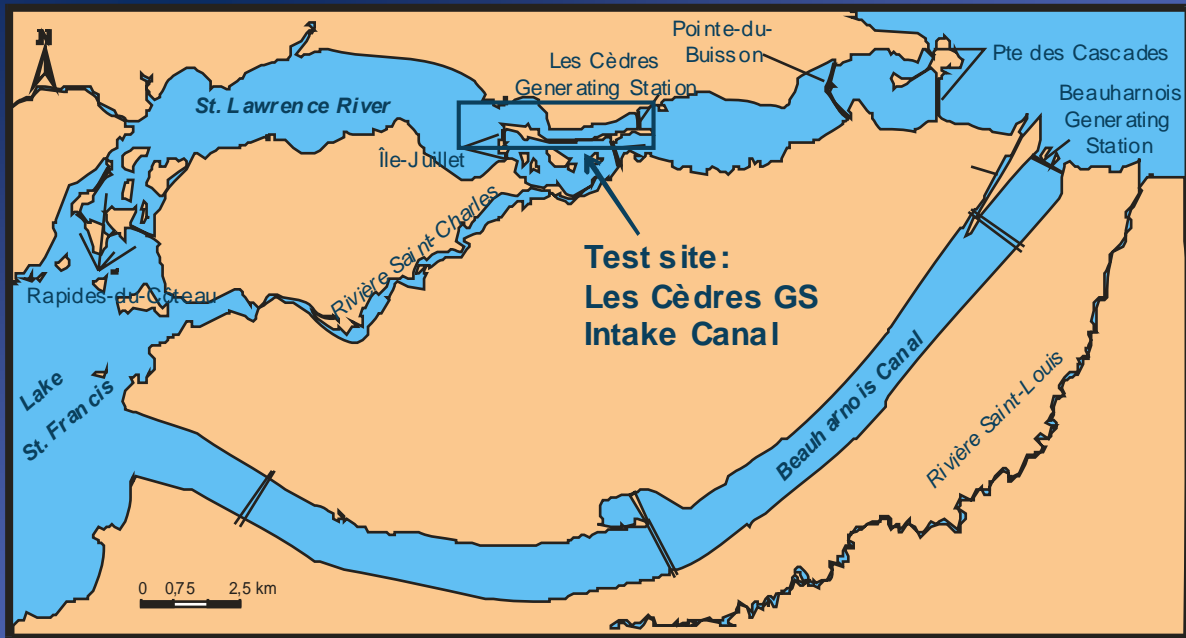 N
Pointe-du-
Buisson
Les Cèdres
Generating Station
Pte des Cascades
Beauharnois
Generating
Station
St. Lawrence River
Île-Juillet
Rivière Saint-Charles
Rapides-du-Côteau
Test site:
Les Cèdres GS
Intake Canal
Lake
St. Francis
Beauharnois Canal
Rivière Saint-Louis
0 0,75 2,5 km